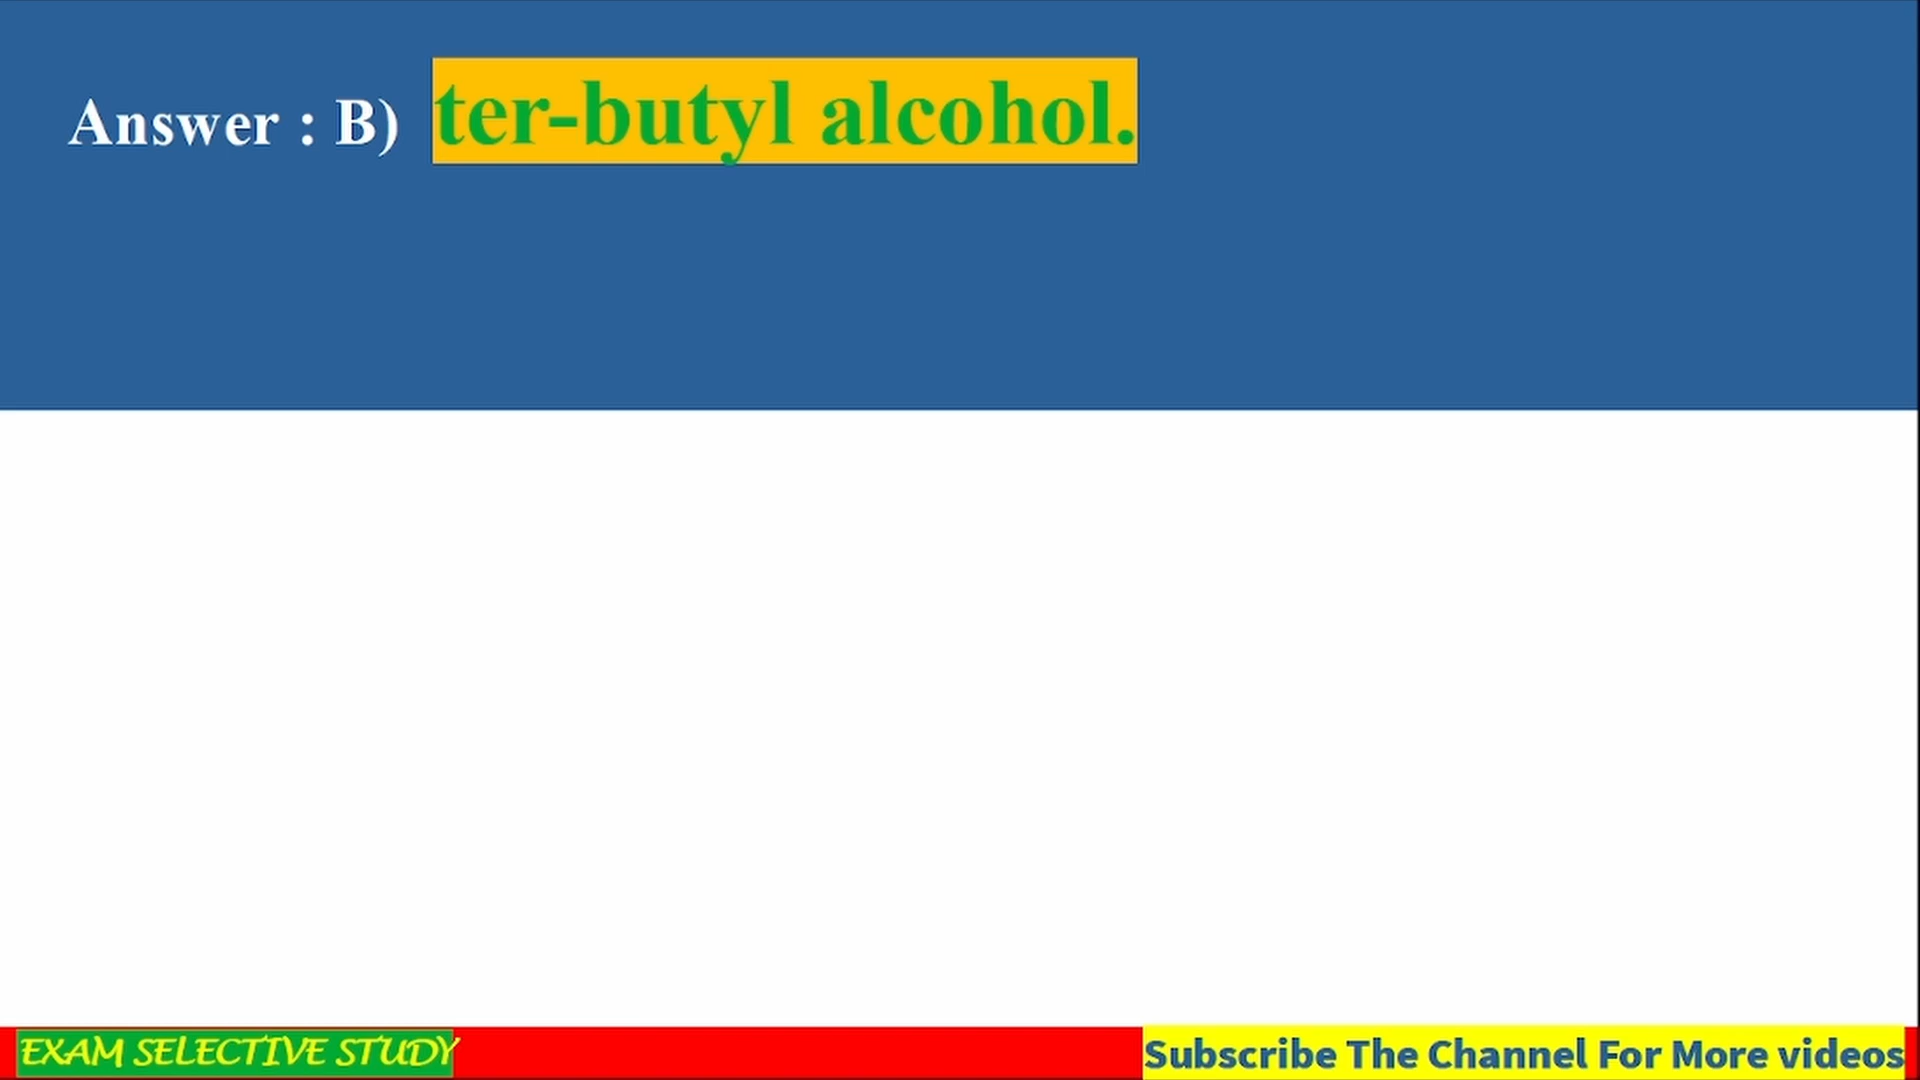 Answer : B) ter-butyl alcohol.
EXAM SELECTIVE STUDY
Subscribe The Channel For More videos